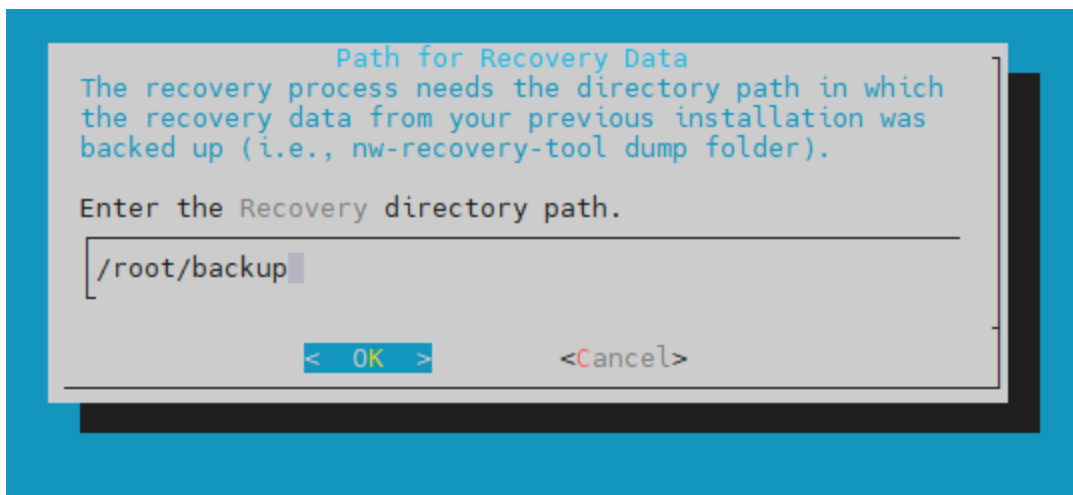 Path for Recovery Data
The recovery process needs the directory path in which
the recovery data from your previous installation was
backed up (i.e., nw-recovery-tool dump folder).
Enter the Recovery directory path.
/root/backup
< OK > <Cancel>